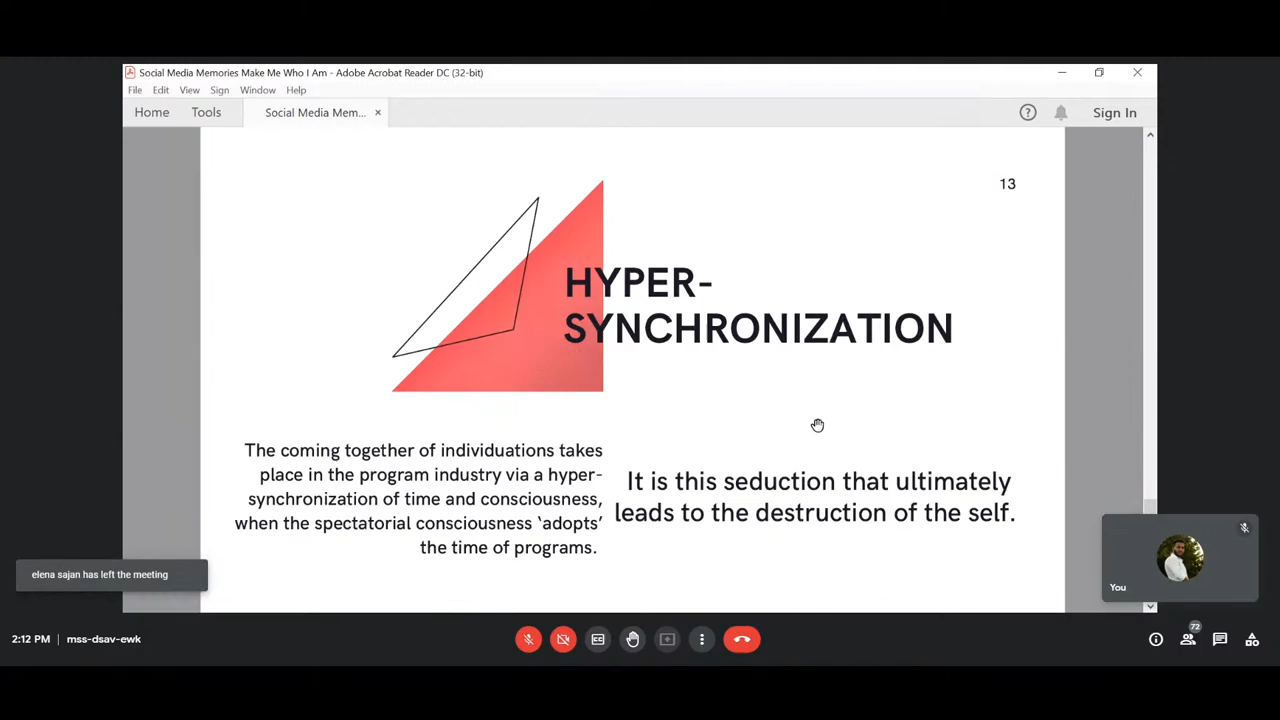 Social Media Memories Make Me Who I Am - Adobe Acrobat Reader DC (32-bit)
File Edit View Sign Window Help
Home Tools Social Media Mem... × ? Sign In
13
HYPER-
SYNCHRONIZATION
The coming together of individuations takes
place in the program industry via a hyper-
synchronization of time and consciousness,
when the spectatorial consciousness ‘adopts’
the time of programs.
It is this seduction that ultimately
leads to the destruction of the self.
elena sajan has left the meeting
You
2:12 PM | mss-dsav-ewk
72